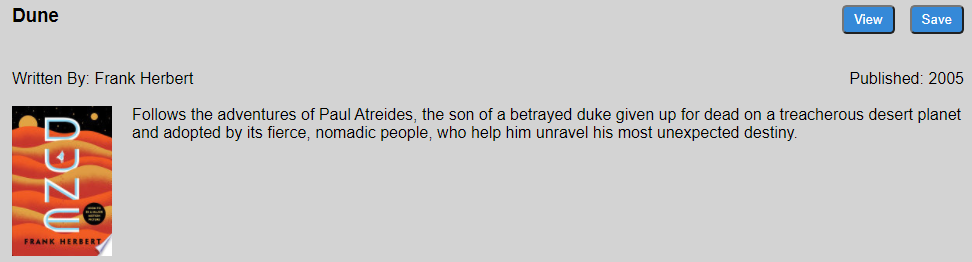 Dune
View
Save
Written By: Frank Herbert
Published: 2005
Follows the adventures of Paul Atreides, the son of a betrayed duke given up for dead on a treacherous desert planet
and adopted by its fierce, nomadic people, who help him unravel his most unexpected destiny.
DUNE
FRANK HERBERT